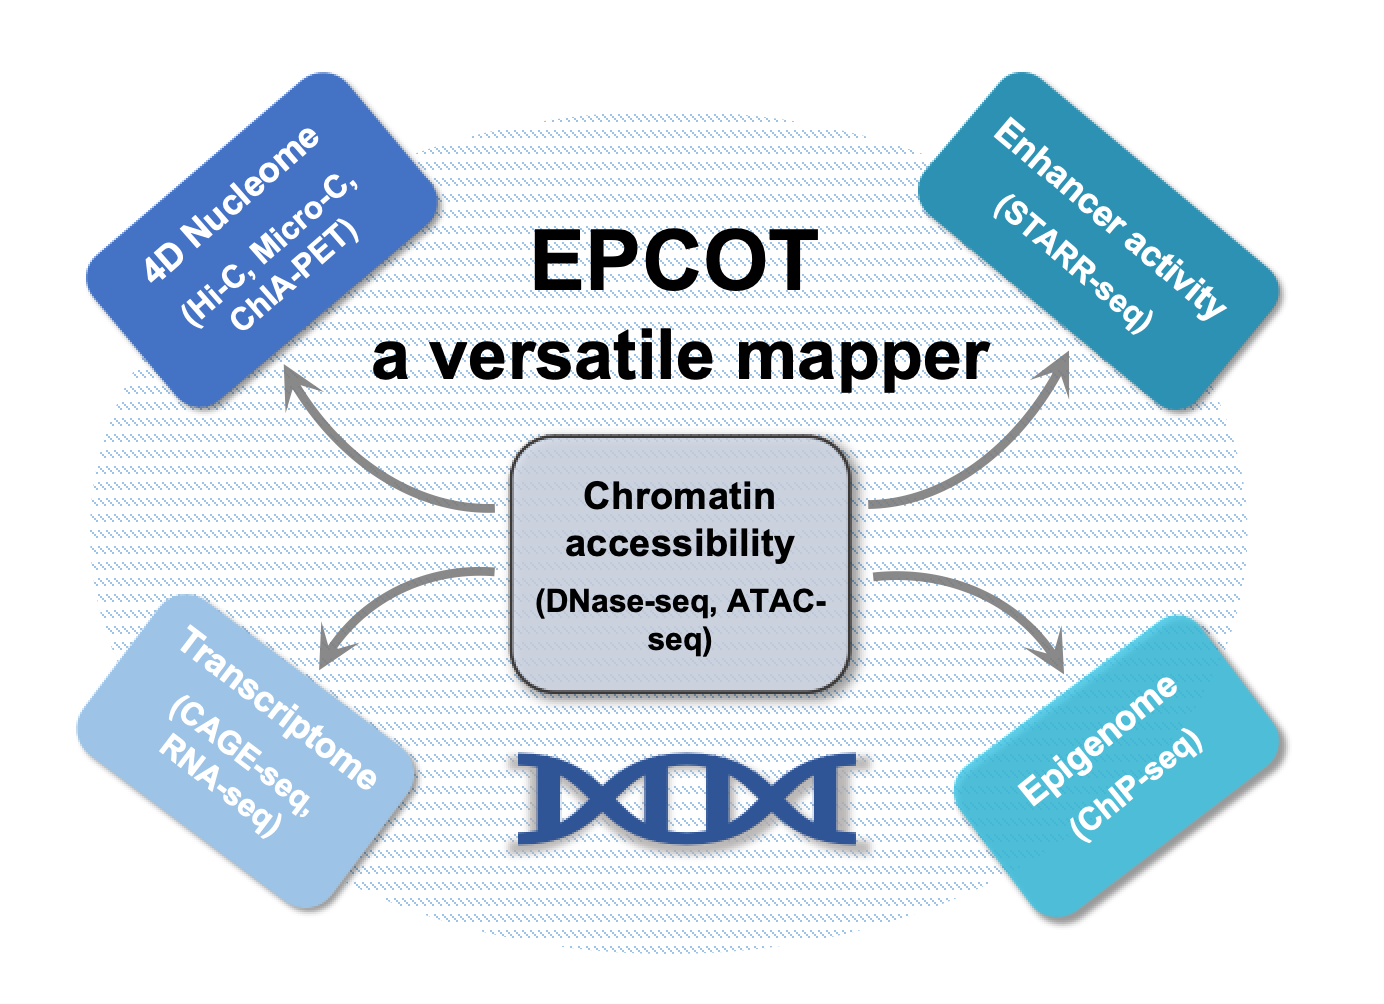 4D Nucleome
(Hi-C, Micro-C,
ChIA-PET)
Enhancer activity
(STARR-seq)
EPCOT
a versatile mapper
Chromatin
accessibility
(DNase-seq, ATAC-
seq)
Transcriptome
(CAGE-seq,
RNA-seq)
Epigenome
(ChIP-seq)